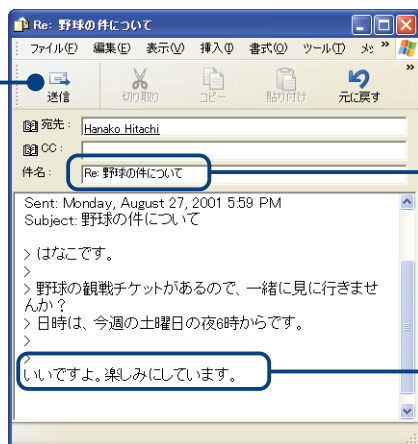 Re: 野球の件について
ファイル(F) 編集(E) 表示(V) 挿入(I) 書式(O) ツール(T) »
送信 切り取り コピー 貼り付け 元に戻す »
宛先: Hanako Hitachi
CC:
件名: Re: 野球の件について
Sent: Monday, August 27, 2001 5:59 PM
Subject: 野球の件について
> はなこです。
>
> 野球の観戦チケットがあるので、一緒に見に行きませ
んか?
> 日時は、今週の土曜日の夜6時からです。
>
>
いいですよ。楽しみにしています。